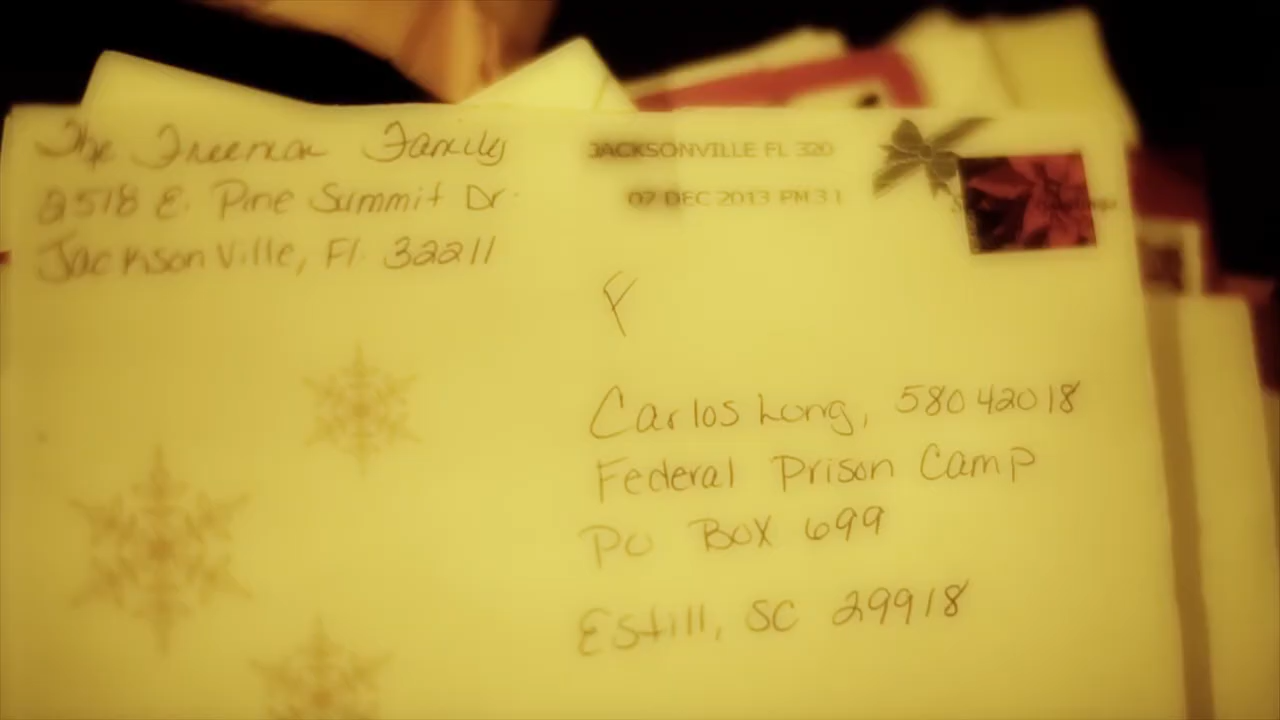 The Freeman Family
2518 E. Pine Summit Dr.
Jacksonville, Fl. 32211
JACKSONVILLE FL 320
07 DEC 2013 PM 3 1
F
Carlos Long, 58042018
Federal Prison Camp
PO BOX 699
Estill, SC 29918